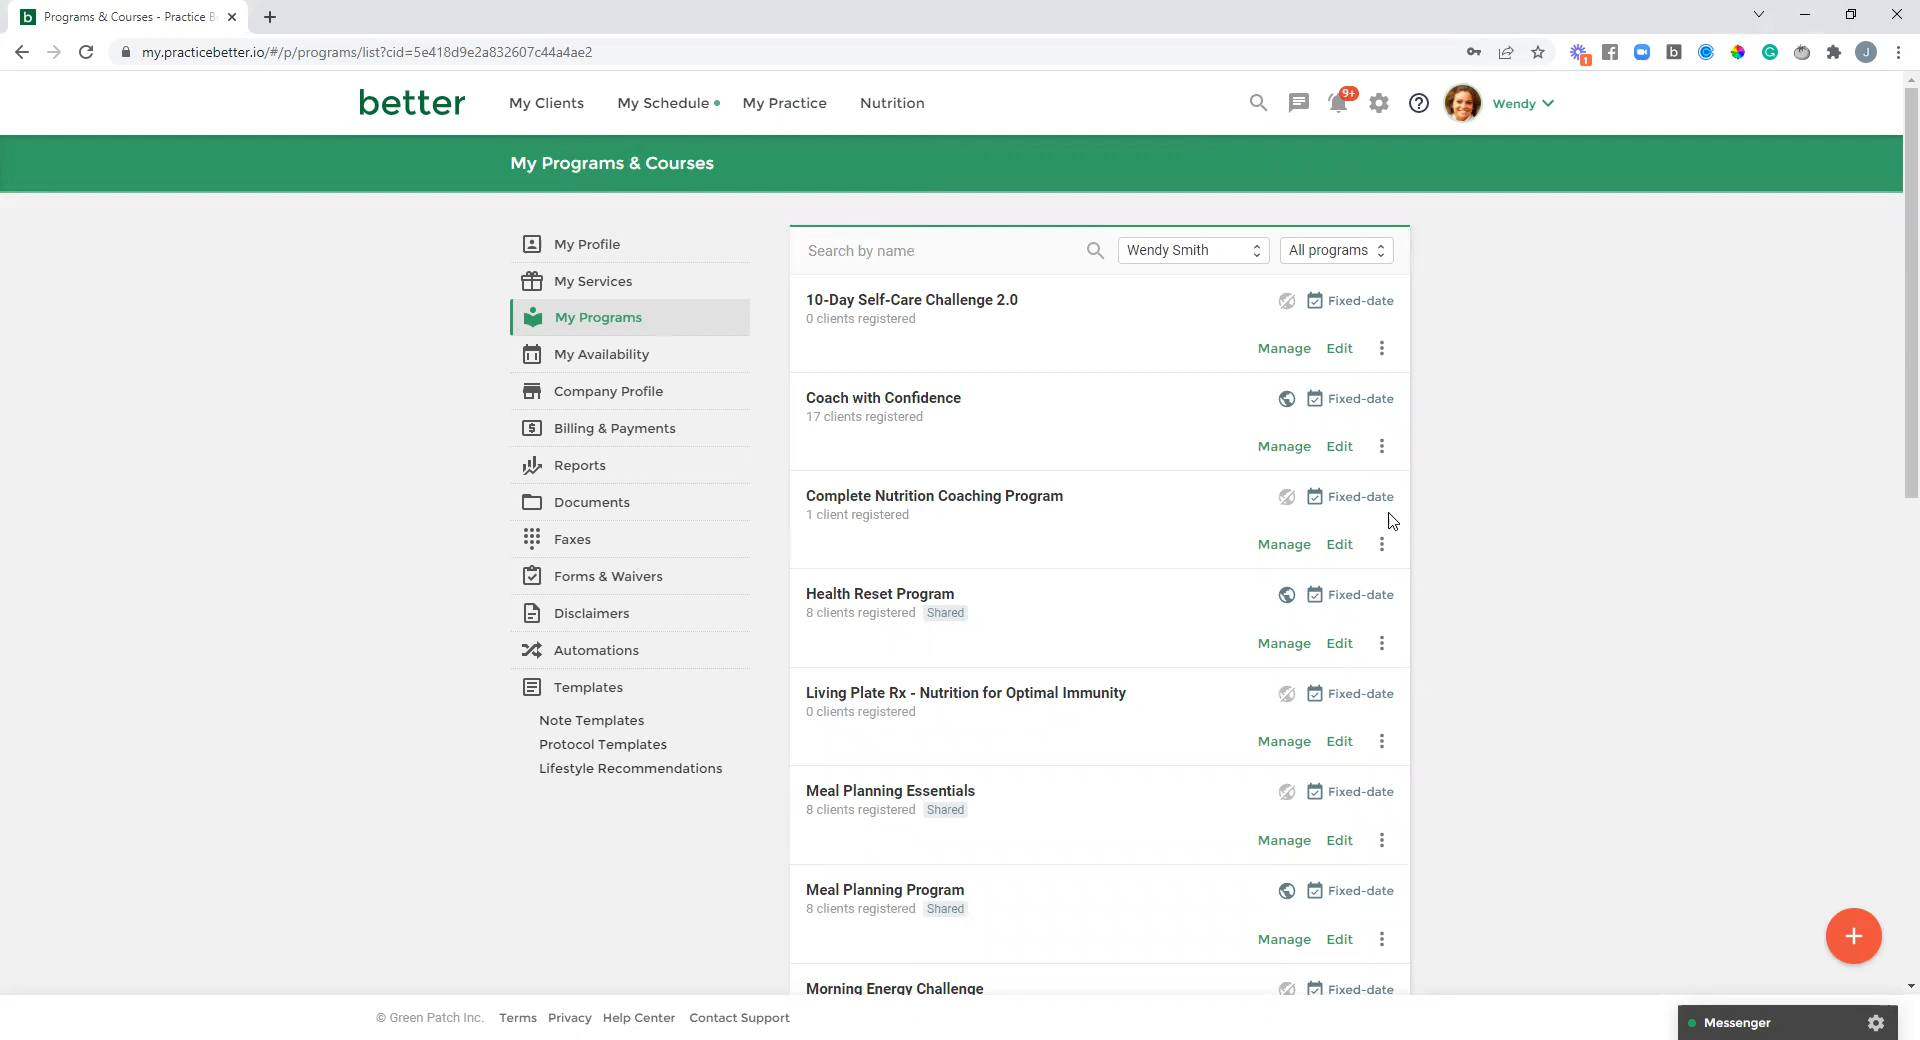 Programs & Courses - Practice B
my.practicebetter.io/#/p/programs/list?cid=5e418d9e2a832607c44a4ae2
1
J
better
My Clients
My Schedule
My Practice
Nutrition
9+
Wendy
My Programs & Courses
My Profile
My Services
My Programs
My Availability
Company Profile
Billing & Payments
Reports
Documents
Faxes
Forms & Waivers
Disclaimers
Automations
Templates
Note Templates
Protocol Templates
Lifestyle Recommendations
Search by name
Wendy Smith
All programs
10-Day Self-Care Challenge 2.0
Fixed-date
0 clients registered
Manage Edit
Coach with Confidence
Fixed-date
17 clients registered
Manage Edit
Complete Nutrition Coaching Program
Fixed-date
1 client registered
Manage Edit
Health Reset Program
Fixed-date
8 clients registered Shared
Manage Edit
Living Plate Rx - Nutrition for Optimal Immunity
Fixed-date
0 clients registered
Manage Edit
Meal Planning Essentials
Fixed-date
8 clients registered Shared
Manage Edit
Meal Planning Program
Fixed-date
8 clients registered Shared
Manage Edit
Morning Energy Challenge
Fixed-date
© Green Patch Inc. Terms Privacy Help Center Contact Support
Messenger